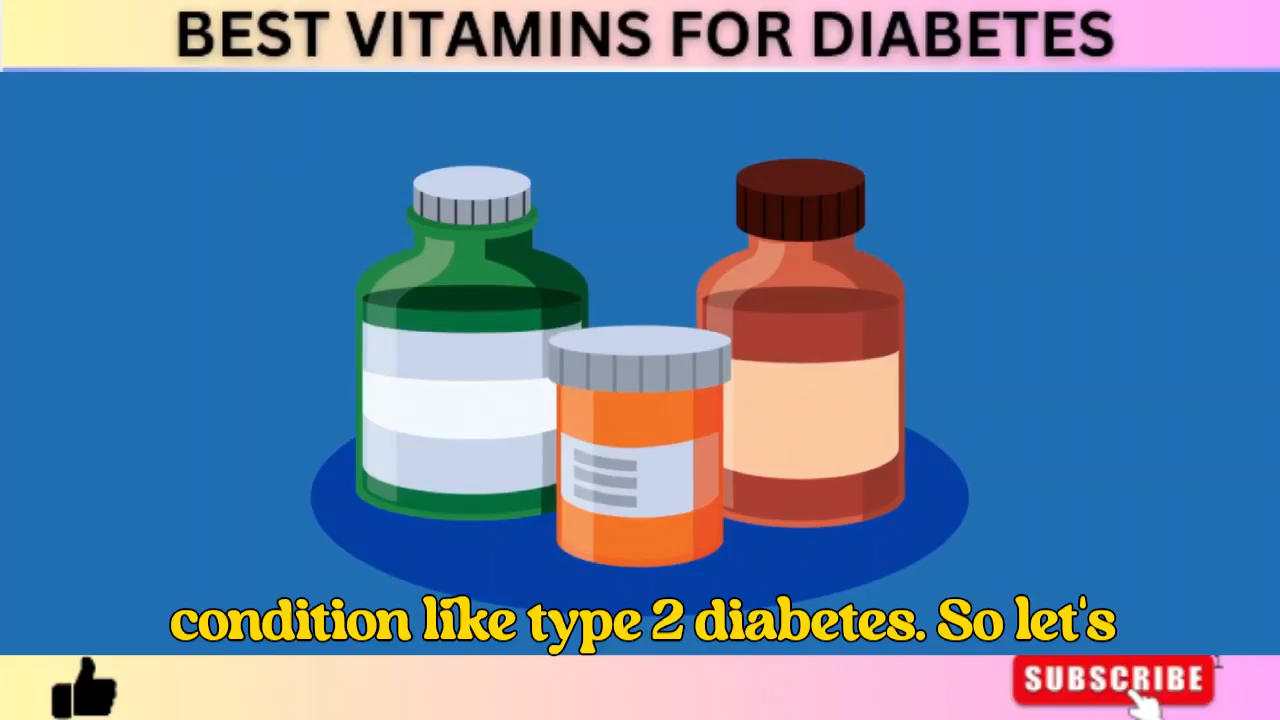 BEST VITAMINS FOR DIABETES
condition like type 2 diabetes. So let's
SUBSCRIBE